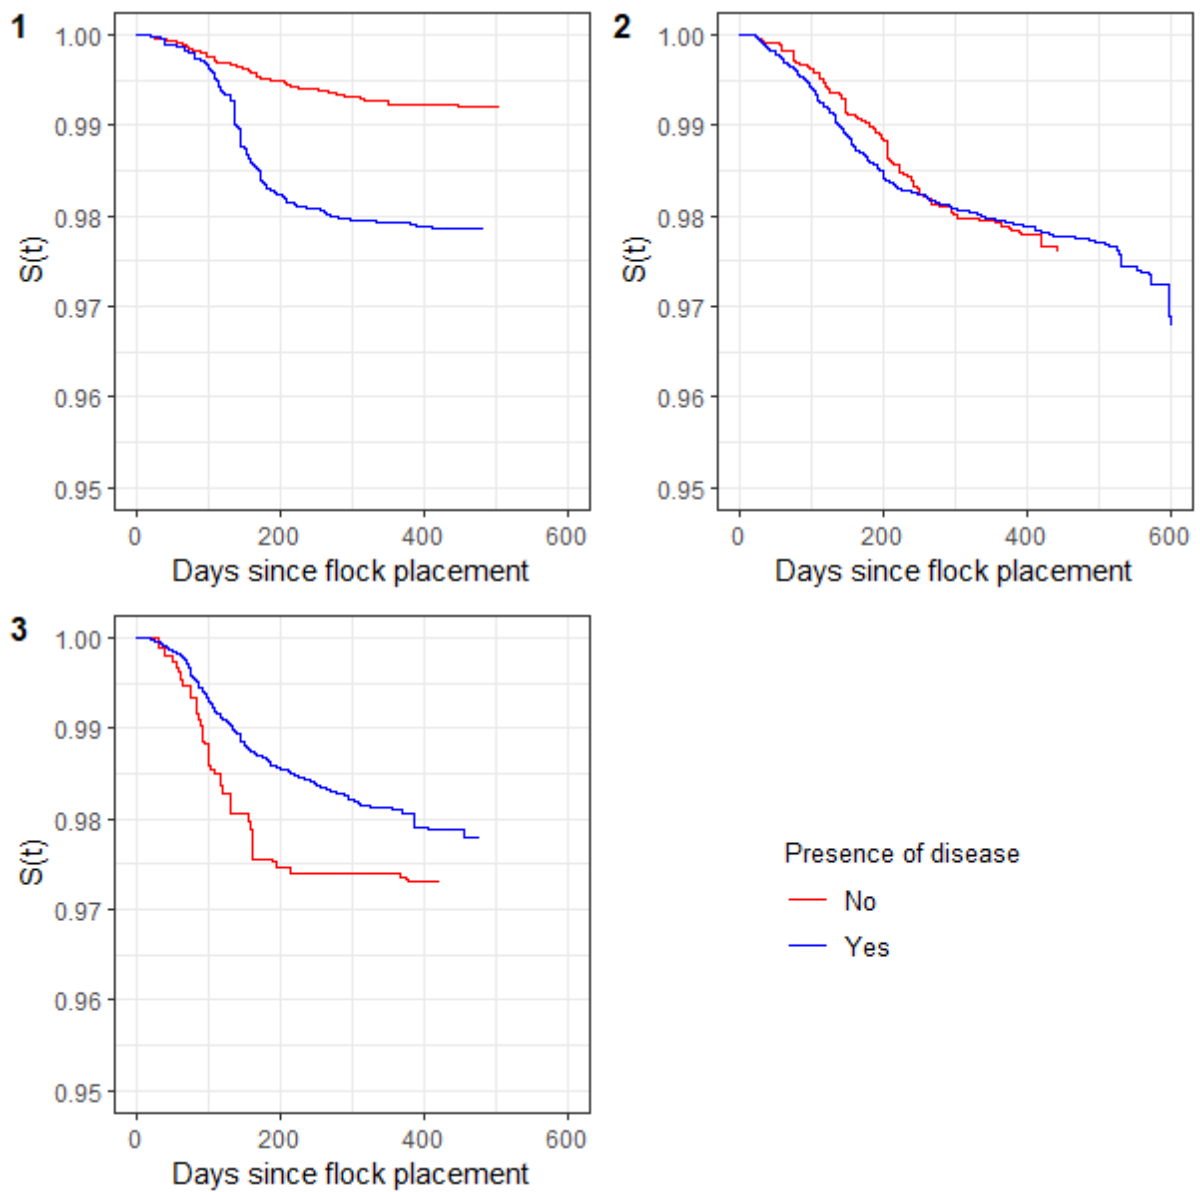 1
1.00
0.99
0.98
0.97
0.96
0.95
S(t)
0 200 400 600
Days since flock placement
2
1.00
0.99
0.98
0.97
0.96
0.95
S(t)
0 200 400 600
Days since flock placement
3
1.00
0.99
0.98
0.97
0.96
0.95
S(t)
0 200 400 600
Days since flock placement
Presence of disease
No
Yes